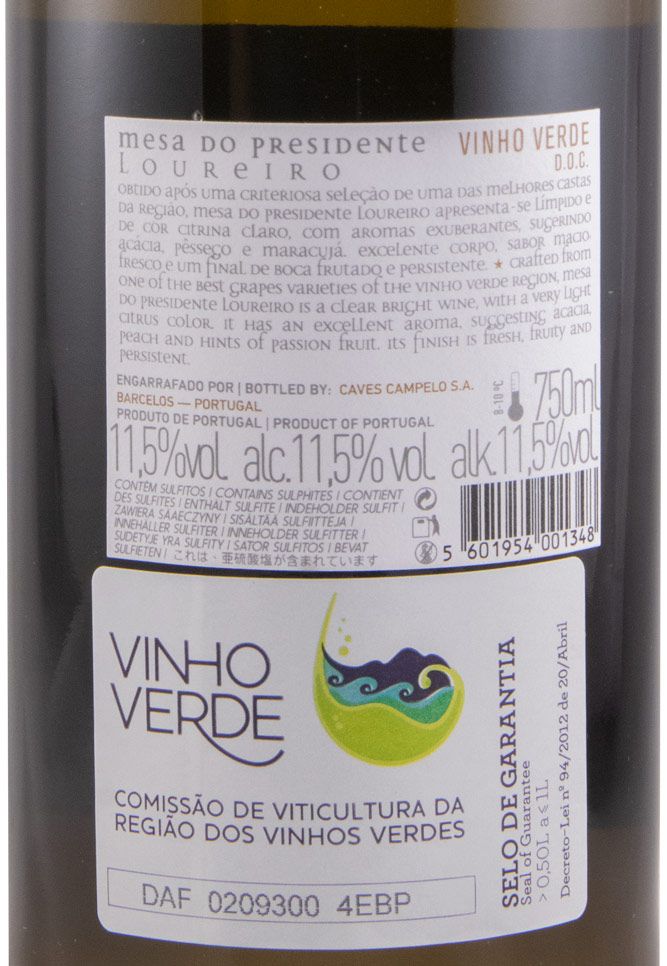 mesa DO PRESIDENTE VINHO VERDE
LOUREIRO D.O.C.
OBTIDO APÓS UMA CRITERIOSA SELEÇÃO DE UMA DAS MELHORES CASTAS
DA REGIÃO, MESA DO PRESIDENTE LOUREIRO APRESENTA-SE LÍMPIDO E
DE COR CITRINA CLARO, COM AROMAS EXUBERANTES, SUGERINDO
ACÁCIA, PÊSSEGO E MARACUJÁ. EXCELENTE CORPO, SABOR MACIO,
FRESCO E UM FINAL DE BOCA FRUTADO E PERSISTENTE. ★ CRAFTED FROM
ONE OF THE BEST GRAPES VARIETIES OF THE VINHO VERDE REGION, MESA
DO PRESIDENTE LOUREIRO IS A CLEAR BRIGHT WINE, WITH A VERY LIGHT
CITRUS COLOR. IT HAS AN EXCELLENT AROMA, SUGGESTING ACACIA,
PEACH AND HINTS OF PASSION FRUIT. ITS FINISH IS FRESH, FRUITY AND
PERSISTENT.
ENGARRAFADO POR | BOTTLED BY: CAVES CAMPELO S.A.
BARCELOS — PORTUGAL
PRODUTO DE PORTUGAL | PRODUCT OF PORTUGAL
8-10 ºC
750ml
11,5%vol alc.11,5% vol alk.11,5%vol
CONTÉM SULFITOS | CONTAINS SULPHITES | CONTIENT
DES SULFITES | ENTHÄLT SULFITE | INDEHOLDER SULFIT |
ZAWIERA SÁAECZYNY | SISÄLTÄÄ SULFIITTEJA |
INNEHÅLLER SULFITER | INNEHOLDER SULFITTER |
SUDETYJE YRA SULFITY | SATOR SULFITOS | BEVAT
SULFIETEN | これは、亜硫酸塩が含まれています
5 601954 001348
VINHO
VERDE
COMISSÃO DE VITICULTURA DA
REGIÃO DOS VINHOS VERDES
DAF 0209300 4EBP
SELO DE GARANTIA
Seal of Guarantee
> 0,50L a ⩽ 1L
Decreto-Lei nº 94/2012 de 20/Abril